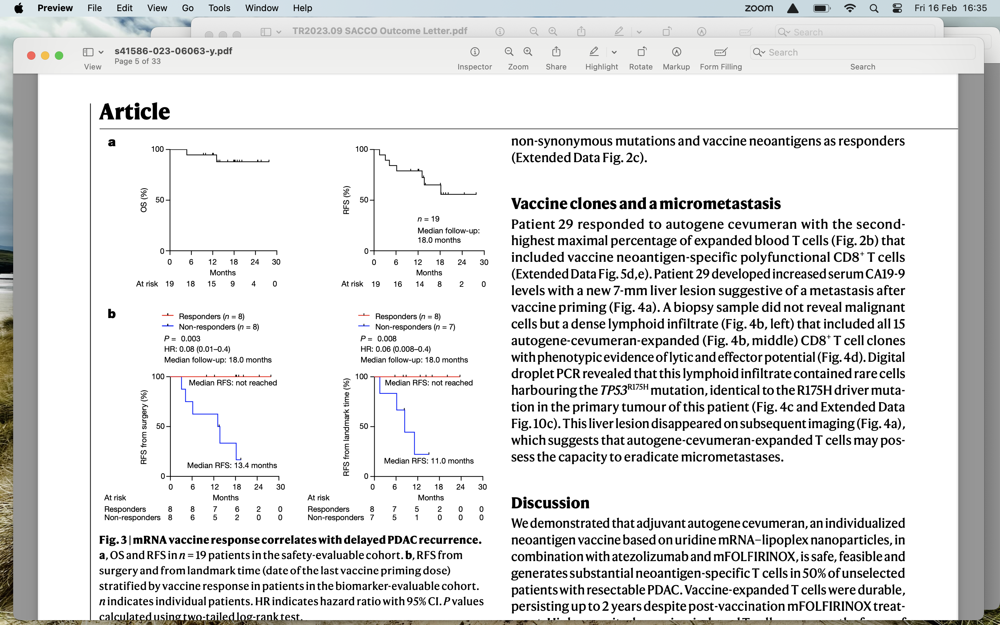 Preview File Edit View Go Tools Window Help
zoom Fri 16 Feb 16:35
TR2023.09 SACCO Outcome Letter.pdf
Search
s41586-023-06063-y.pdf
Page 5 of 33
View
Inspector Zoom Share Highlight Rotate Markup Form Filling
Search
Search
Article
a
100
50
0
OS (%)
0 6 12 18 24 30
Months
At risk 19 18 15 9 4 0
100
50
0
RFS (%)
n = 19
Median follow-up:
18.0 months
0 6 12 18 24 30
Months
At risk 19 16 14 8 2 0
b
Responders (n = 8)
Non-responders (n = 8)
P = 0.003
HR: 0.08 (0.01–0.4)
Median follow-up: 18.0 months
100
50
0
RFS from surgery (%)
Median RFS: not reached
Median RFS: 13.4 months
0 6 12 18 24 30
Months
At risk
Responders 8 8 7 6 2 0
Non-responders 8 6 5 2 0 0
Responders (n = 8)
Non-responders (n = 7)
P = 0.008
HR: 0.06 (0.008–0.4)
Median follow-up: 18.0 months
100
50
0
RFS from landmark time (%)
Median RFS: not reached
Median RFS: 11.0 months
0 6 12 18 24 30
Months
At risk
Responders 8 7 5 2 0 0
Non-responders 7 5 1 0 0 0
Fig. 3 | mRNA vaccine response correlates with delayed PDAC recurrence.
a, OS and RFS in n = 19 patients in the safety-evaluable cohort. b, RFS from
surgery and from landmark time (date of the last vaccine priming dose)
stratified by vaccine response in patients in the biomarker-evaluable cohort.
n indicates individual patients. HR indicates hazard ratio with 95% CI. P values
calculated using two-tailed log-rank test.
non-synonymous mutations and vaccine neoantigens as responders
(Extended Data Fig. 2c).
Vaccine clones and a micrometastasis
Patient 29 responded to autogene cevumeran with the second-
highest maximal percentage of expanded blood T cells (Fig. 2b) that
included vaccine neoantigen-specific polyfunctional CD8⁺ T cells
(Extended Data Fig. 5d,e). Patient 29 developed increased serum CA19-9
levels with a new 7-mm liver lesion suggestive of a metastasis after
vaccine priming (Fig. 4a). A biopsy sample did not reveal malignant
cells but a dense lymphoid infiltrate (Fig. 4b, left) that included all 15
autogene-cevumeran-expanded (Fig. 4b, middle) CD8⁺ T cell clones
with phenotypic evidence of lytic and effector potential (Fig. 4d). Digital
droplet PCR revealed that this lymphoid infiltrate contained rare cells
harbouring the TP53R175H mutation, identical to the R175H driver muta-
tion in the primary tumour of this patient (Fig. 4c and Extended Data
Fig. 10c). This liver lesion disappeared on subsequent imaging (Fig. 4a),
which suggests that autogene-cevumeran-expanded T cells may pos-
sess the capacity to eradicate micrometastases.
Discussion
We demonstrated that adjuvant autogene cevumeran, an individualized
neoantigen vaccine based on uridine mRNA–lipoplex nanoparticles, in
combination with atezolizumab and mFOLFIRINOX, is safe, feasible and
generates substantial neoantigen-specific T cells in 50% of unselected
patients with resectable PDAC. Vaccine-expanded T cells were durable,
persisting up to 2 years despite post-vaccination mFOLFIRINOX treat-